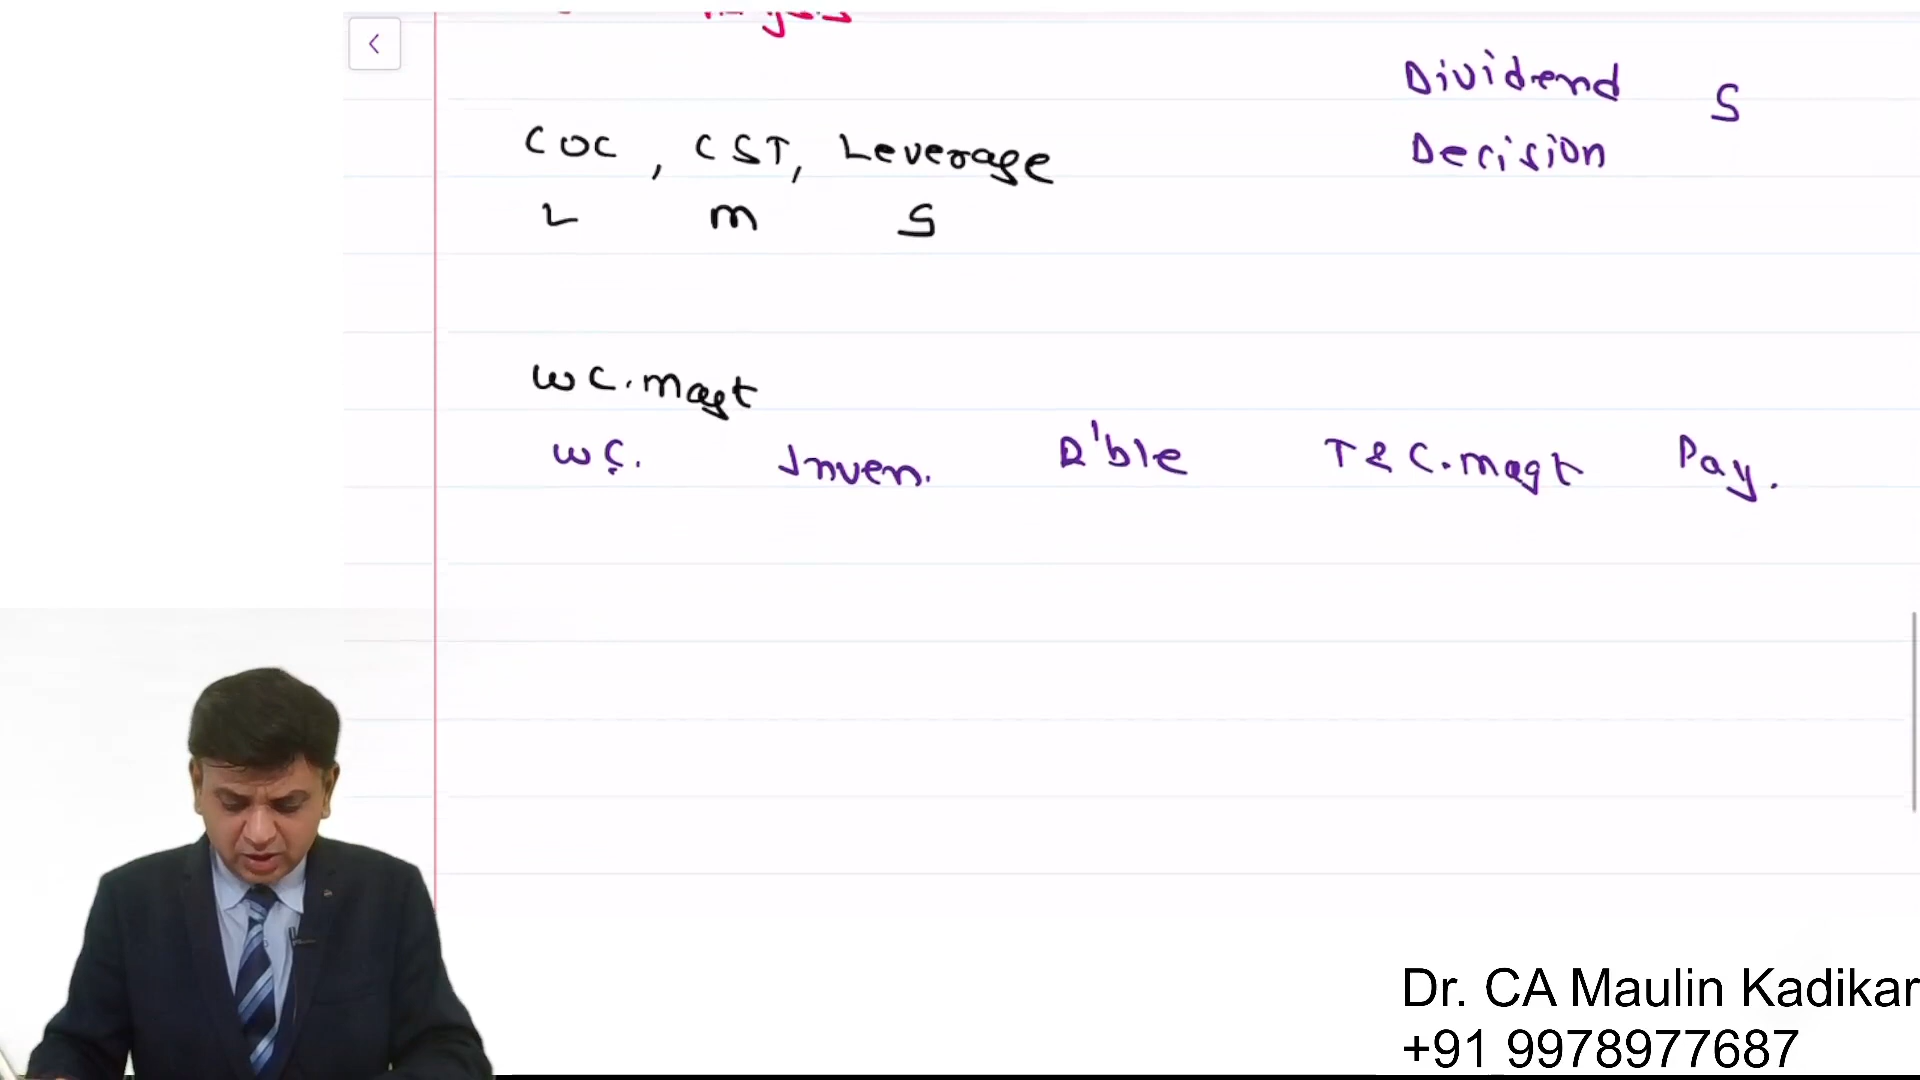 Dividend S
Decision
COC, CST, Leverage
L m S
WC. Magt
WC. Inven. R'ble T & C. Magt Pay.
Dr. CA Maulin Kadikar
+91 9978977687